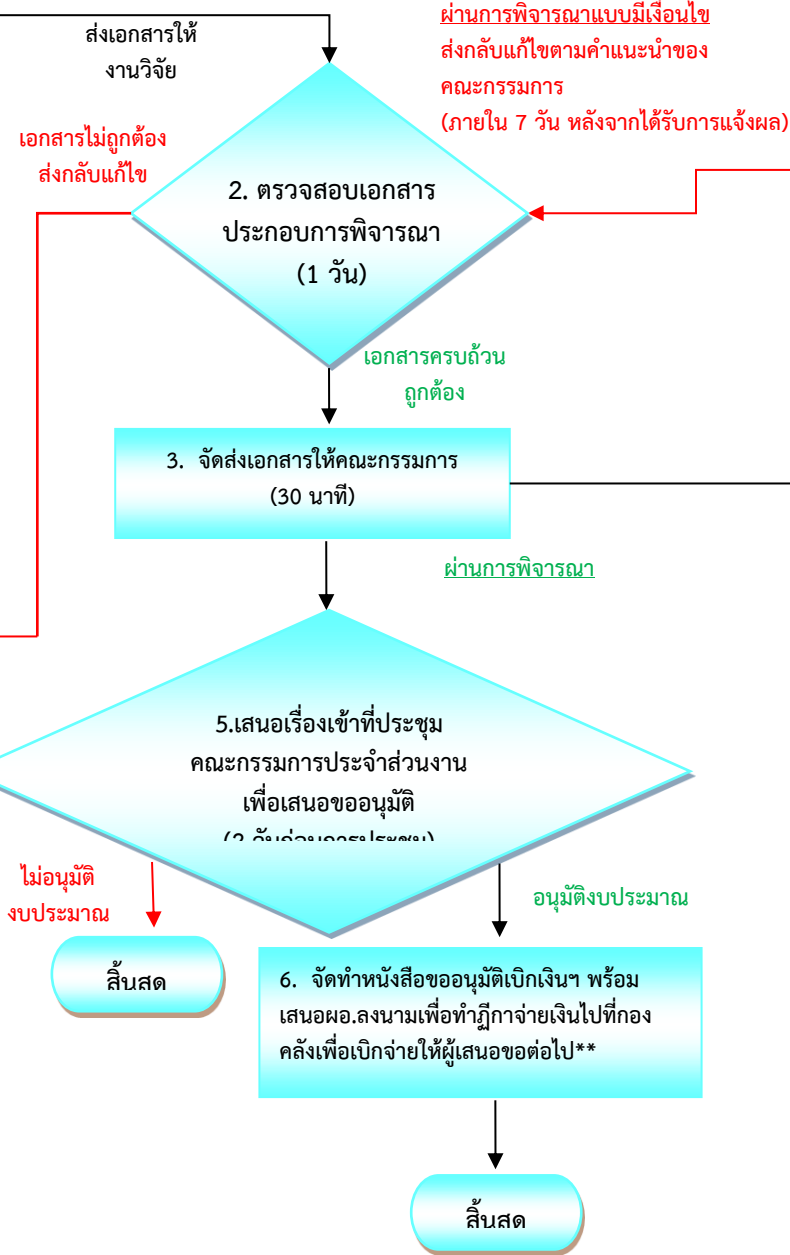 ส่งเอกสารให้
งานวิจัย
ผ่านการพิจารณาแบบมีเงื่อนไข
ส่งกลับแก้ไขตามคำแนะนำของ
คณะกรรมการ
(ภายใน 7 วัน หลังจากได้รับการแจ้งผล)
เอกสารไม่ถูกต้อง
ส่งกลับแก้ไข
2. ตรวจสอบเอกสาร
ประกอบการพิจารณา
(1 วัน)
เอกสารครบถ้วน
ถูกต้อง
3. จัดส่งเอกสารให้คณะกรรมการ
(30 นาที)
ผ่านการพิจารณา
5.เสนอเรื่องเข้าที่ประชุม
คณะกรรมการประจำส่วนงาน
เพื่อเสนอขออนุมัติ
(2 วันก่อนการประชุม)
ไม่อนุมัติ
งบประมาณ
อนุมัติงบประมาณ
สิ้นสุด
6. จัดทำหนังสือขออนุมัติเบิกเงินฯ พร้อม
เสนอผอ.ลงนามเพื่อทำฎีกาจ่ายเงินไปที่กอง
คลังเพื่อเบิกจ่ายให้ผู้เสนอขอต่อไป**
สิ้นสุด